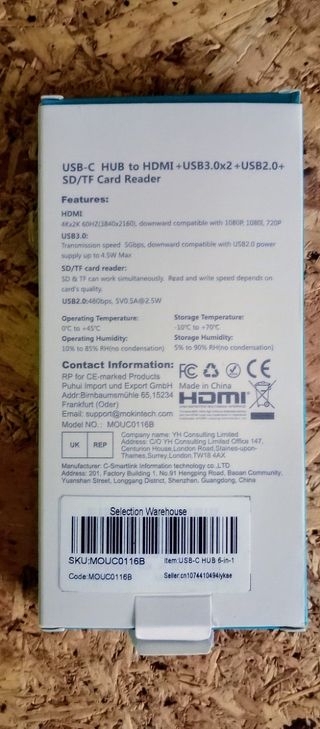 USB-C HUB to HDMI+USB3.0x2+USB2.0+
SD/TF Card Reader
Features:
HDMI
4Kx2K 60HZ(3840x2160), downward compatible with 1080P, 1080I, 720P
USB3.0:
Transmission speed 5Gbps, downward compatible with USB2.0 power
supply up to 4.5W Max
SD/TF card reader:
SD & TF can work simultaneously. Read and write speed depends on
card's quality.
USB2.0:480bps, 5V0.5A@2.5W
Operating Temperature:
0℃ to +45℃
Storage Temperature:
-10℃ to +70℃
Operating Humidity:
10% to 85% RH(no condensation)
Storage Humidity:
5% to 90% RH(no condensation)
Contact Information:
RP for CE-marked Products
Puhui Import und Export GmbH
Addr:Birnbaumsmühle 65,15234
Frankfurt (Oder)
Email: support@mokintech.com
Model NO.: MOUC0116B
FC CE
Made in China
HDMI
UK REP
Company name: YH Consulting Limited
Address: C/O YH Consulting Limited Office 147,
Centurion House,London Road,Staines-upon-
Thames,Surrey,London,TW18 4AX
Manufacturer: C-Smartlink Information technology co.,LTD
Address: 201, Factory Building 1, No.91 Hengping Road, Baoan Community,
Yuanshan Street, Longgang District, Shenzhen, Guangdong, China
Selection Warehouse
SKU:MOUC0116B
Item:USB-C HUB 6-in-1
Code:MOUC0116B
Seller:cn1074410494iykae